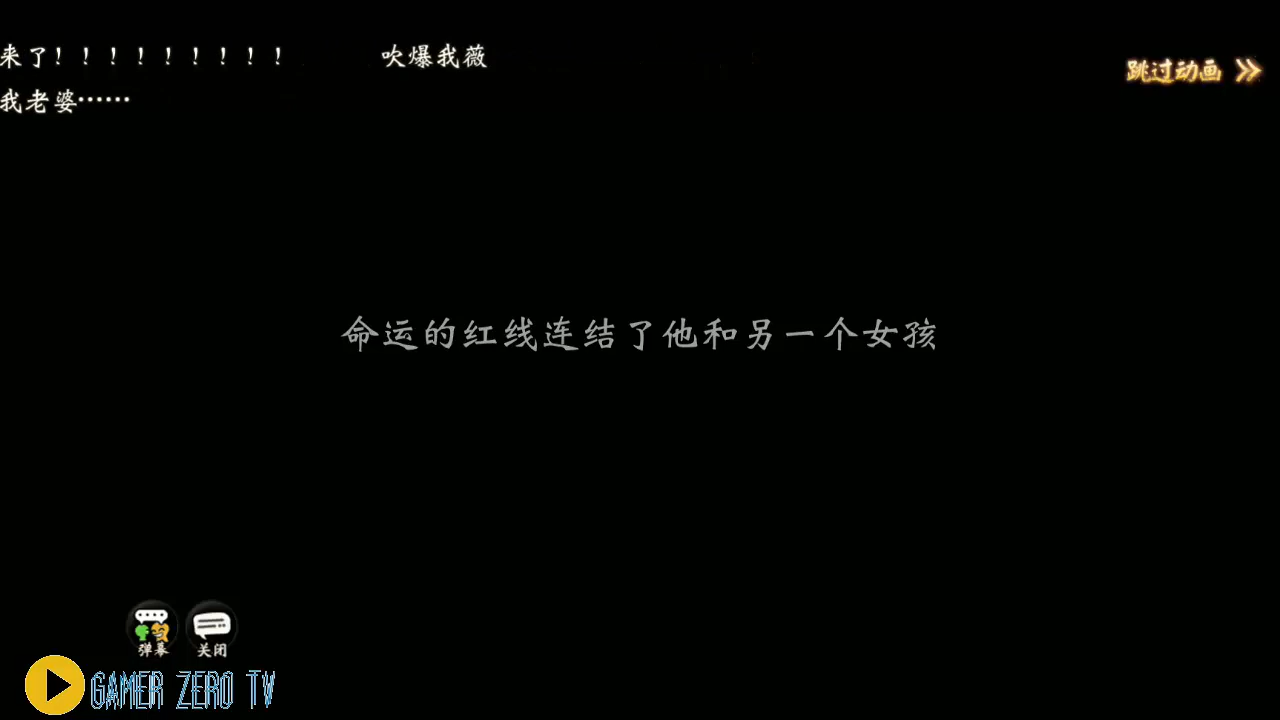 来了！！！！！！！！！ 吹爆我薇
跳过动画
我老婆……
命运的红线连结了他和另一个女孩
弹幕 关闭
GAMER ZERO TV